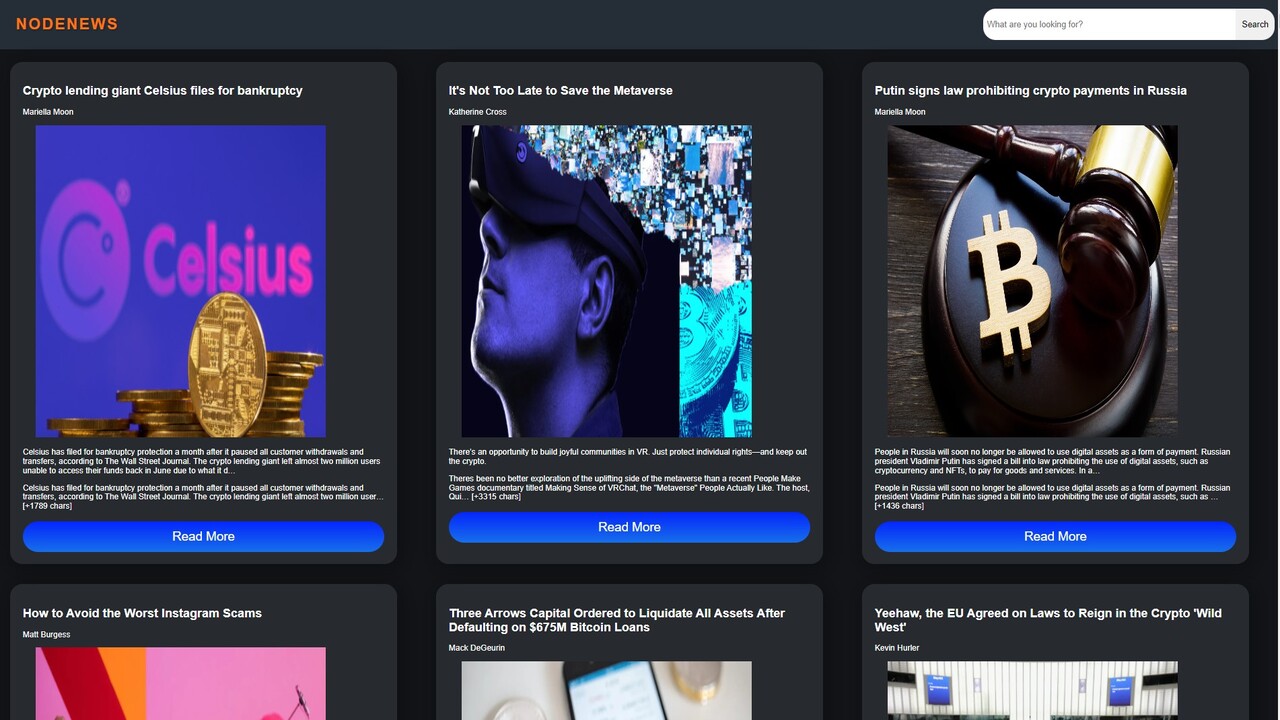 NODENEWS
What are you looking for?
Search
Crypto lending giant Celsius files for bankruptcy
Mariella Moon
Celsius
Celsius has filed for bankruptcy protection a month after it paused all customer withdrawals and
transfers, according to The Wall Street Journal. The crypto lending giant left almost two million users
unable to access their funds back in June due to what it d…
Celsius has filed for bankruptcy protection a month after it paused all customer withdrawals and
transfers, according to The Wall Street Journal. The crypto lending giant left almost two million user…
[+1789 chars]
Read More
It's Not Too Late to Save the Metaverse
Katherine Cross
There's an opportunity to build joyful communities in VR. Just protect individual rights—and keep out
the crypto.
Theres been no better exploration of the uplifting side of the metaverse than a recent People Make
Games documentary titled Making Sense of VRChat, the "Metaverse" People Actually Like. The host,
Qui… [+3315 chars]
Read More
Putin signs law prohibiting crypto payments in Russia
Mariella Moon
People in Russia will soon no longer be allowed to use digital assets as a form of payment. Russian
president Vladimir Putin has signed a bill into law prohibiting the use of digital assets, such as
cryptocurrency and NFTs, to pay for goods and services. In a…
People in Russia will soon no longer be allowed to use digital assets as a form of payment. Russian
president Vladimir Putin has signed a bill into law prohibiting the use of digital assets, such as …
[+1436 chars]
Read More
How to Avoid the Worst Instagram Scams
Matt Burgess
Three Arrows Capital Ordered to Liquidate All Assets After
Defaulting on $675M Bitcoin Loans
Mack DeGeurin
Yeehaw, the EU Agreed on Laws to Reign in the Crypto 'Wild
West'
Kevin Hurler